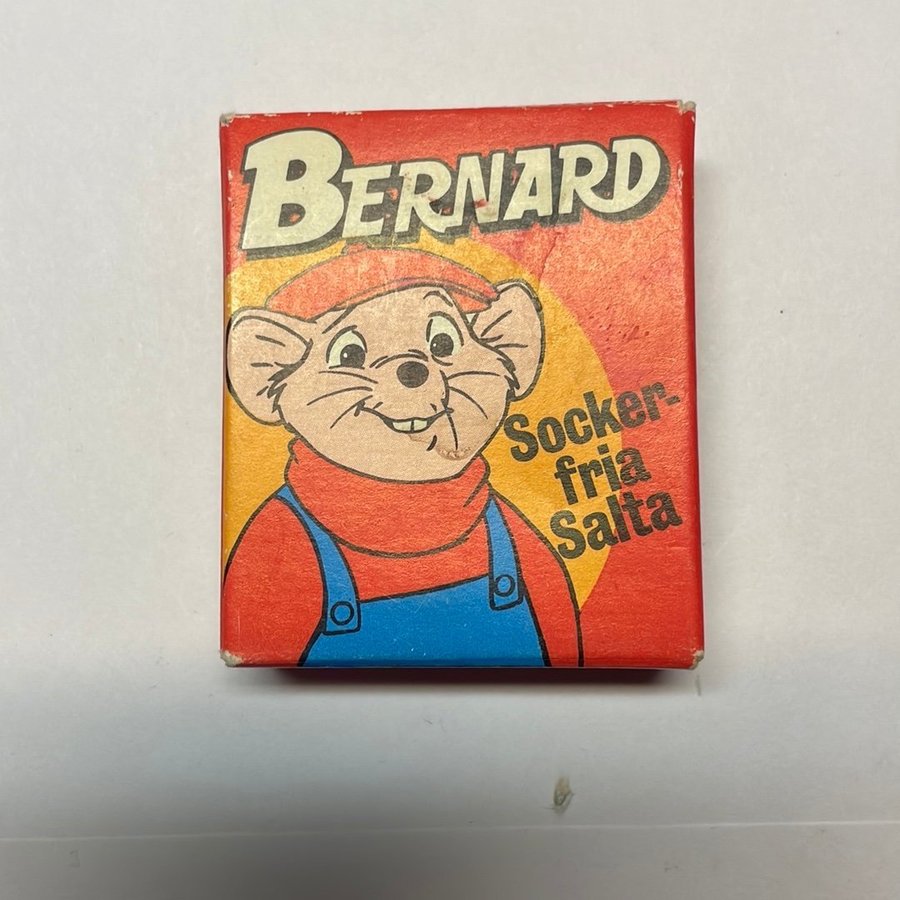 BERNARD
Socker-
fria
Salta